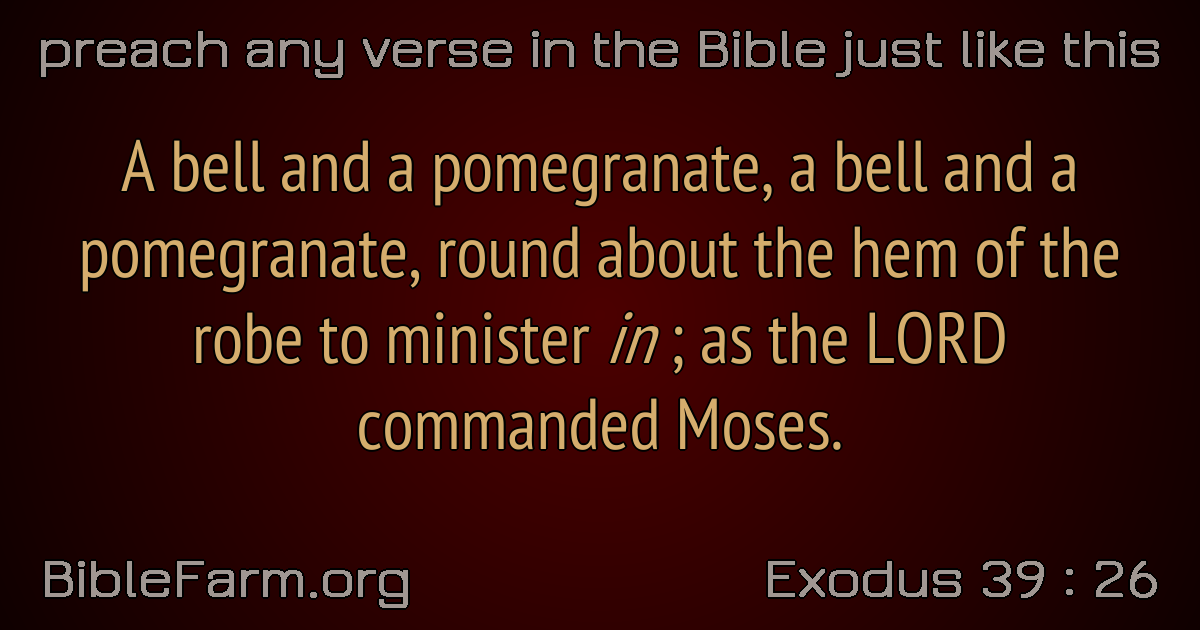 preach any verse in the Bible just like this
A bell and a pomegranate, a bell and a
pomegranate, round about the hem of the
robe to minister in ; as the LORD
commanded Moses.
BibleFarm.org
Exodus 39 : 26